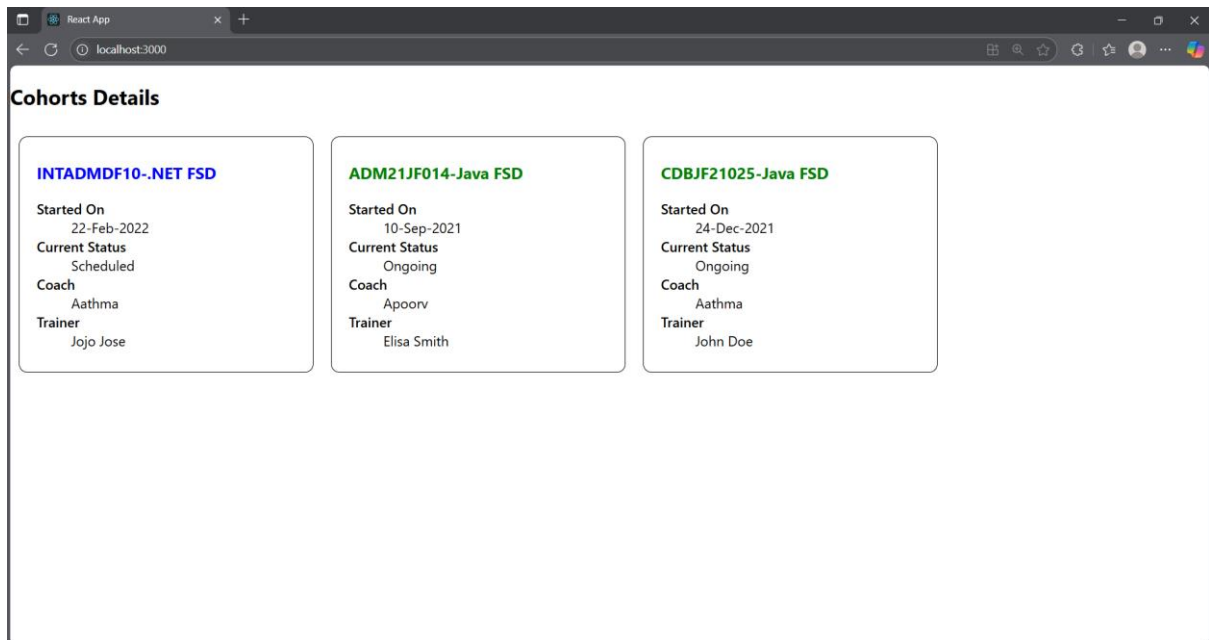 React App
localhost:3000
Cohorts Details
INTADMDF10-.NET FSD
Started On
22-Feb-2022
Current Status
Scheduled
Coach
Aathma
Trainer
Jojo Jose
ADM21JF014-Java FSD
Started On
10-Sep-2021
Current Status
Ongoing
Coach
Apoorv
Trainer
Elisa Smith
CDBJF21025-Java FSD
Started On
24-Dec-2021
Current Status
Ongoing
Coach
Aathma
Trainer
John Doe